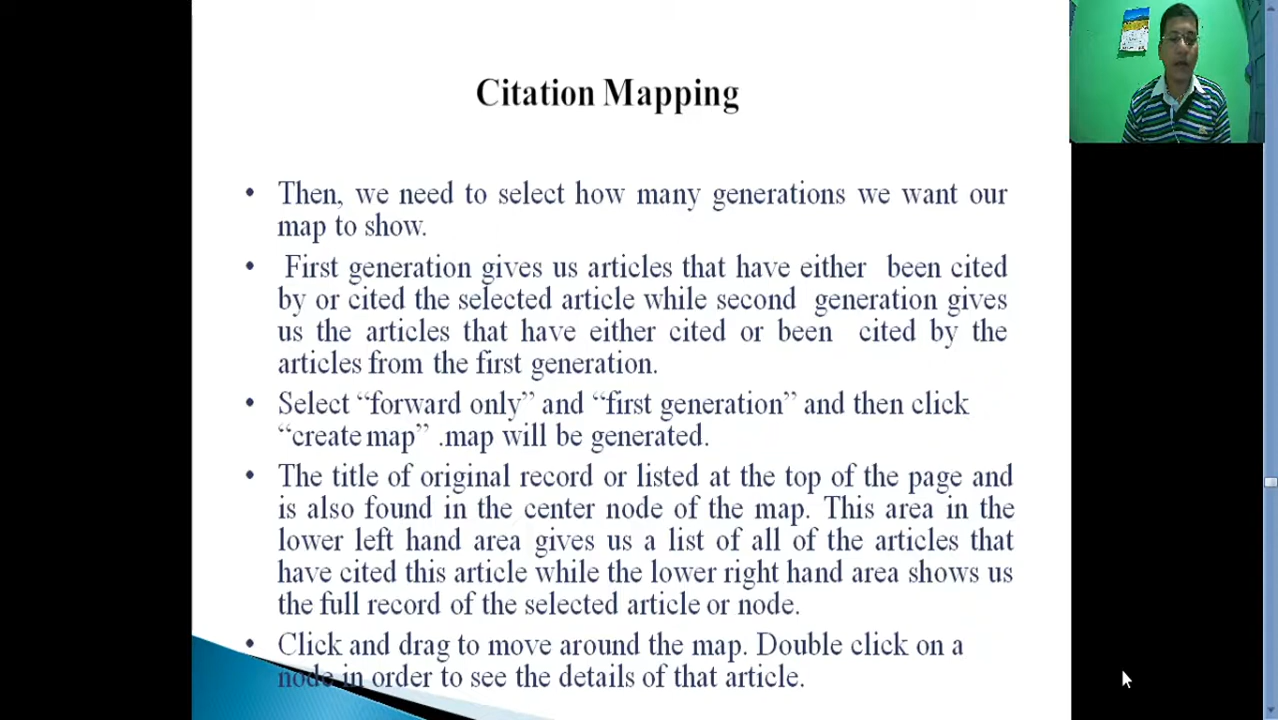 Citation Mapping
• Then, we need to select how many generations we want our
map to show.
• First generation gives us articles that have either been cited
by or cited the selected article while second generation gives
us the articles that have either cited or been cited by the
articles from the first generation.
• Select “forward only” and “first generation” and then click
“create map” .map will be generated.
• The title of original record or listed at the top of the page and
is also found in the center node of the map. This area in the
lower left hand area gives us a list of all of the articles that
have cited this article while the lower right hand area shows us
the full record of the selected article or node.
• Click and drag to move around the map. Double click on a
node in order to see the details of that article.